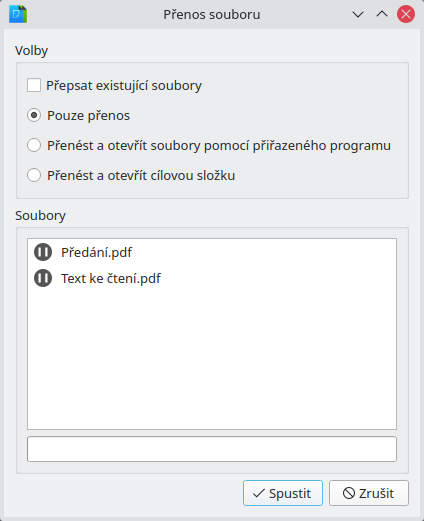 Přenos souboru
Volby
Přepsat existující soubory
Pouze přenos
Přenést a otevřít soubory pomocí přiřazeného programu
Přenést a otevřít cílovou složku
Soubory
Předání.pdf
Text ke čtení.pdf
Spustit
Zrušit